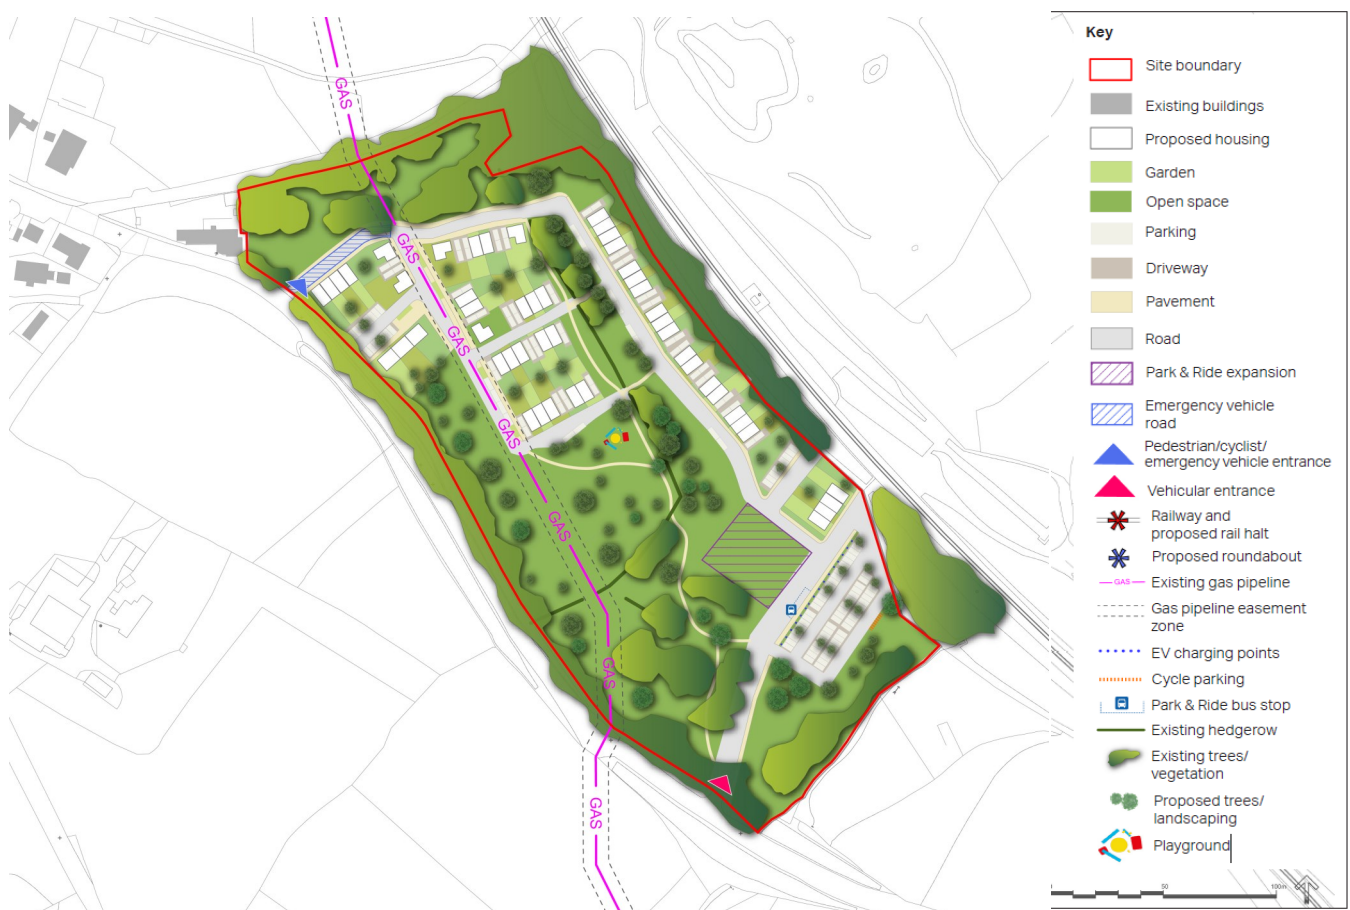 GAS
GAS
GAS
GAS
GAS
GAS
GAS
Key
Site boundary
Existing buildings
Proposed housing
Garden
Open space
Parking
Driveway
Pavement
Road
Park & Ride expansion
Emergency vehicle
road
Pedestrian/cyclist/
emergency vehicle entrance
Vehicular entrance
Railway and
proposed rail halt
Proposed roundabout
GAS
Existing gas pipeline
Gas pipeline easement
zone
EV charging points
Cycle parking
Park & Ride bus stop
Existing hedgerow
Existing trees/
vegetation
Proposed trees/
landscaping
Playground
50
100m